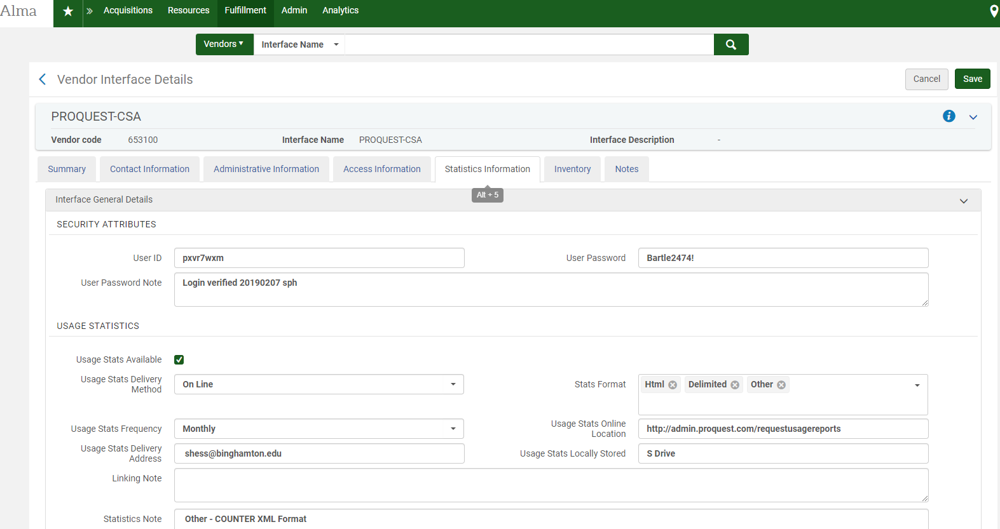 Alma
Acquisitions Resources Fulfillment Admin Analytics
Vendors Interface Name
Vendor Interface Details Cancel Save
PROQUEST-CSA
Vendor code 653100 Interface Name PROQUEST-CSA Interface Description -
Summary Contact Information Administrative Information Access Information Statistics Information Inventory Notes
Alt + 5
Interface General Details
SECURITY ATTRIBUTES
User ID pxvr7wxm User Password Bartle2474!
User Password Note Login verified 20190207 sph
USAGE STATISTICS
Usage Stats Available
Usage Stats Delivery Method On Line Stats Format Html Delimited Other
Usage Stats Frequency Monthly Usage Stats Online Location http://admin.proquest.com/requestusagereports
Usage Stats Delivery Address shess@binghamton.edu Usage Stats Locally Stored S Drive
Linking Note
Statistics Note Other - COUNTER XML Format